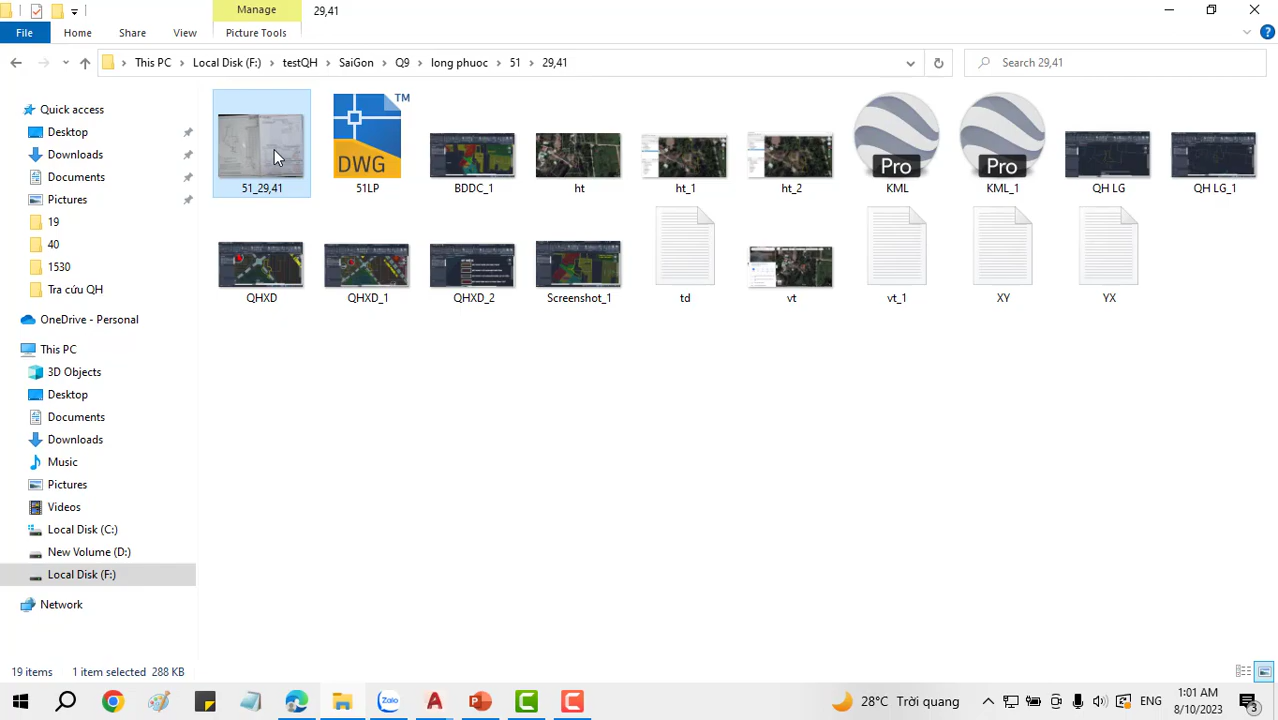 Manage
29,41
File
Home
Share
View
Picture Tools
This PC
Local Disk (F:)
testQH
SaiGon
Q9
long phuoc
51
29,41
Search 29,41
Quick access
Desktop
Downloads
Documents
Pictures
19
40
1530
Tra cứu QH
OneDrive - Personal
This PC
3D Objects
Desktop
Documents
Downloads
Music
Pictures
Videos
Local Disk (C:)
New Volume (D:)
Local Disk (F:)
Network
TM
DWG
Pro
Pro
51_29,41
51LP
BDDC_1
ht
ht_1
ht_2
KML
KML_1
QH LG
QH LG_1
QHXD
QHXD_1
QHXD_2
Screenshot_1
td
vt
vt_1
XY
YX
19 items
1 item selected 288 KB
Zalo
A
P
C
C
28°C Trời quang
ENG
1:01 AM
8/10/2023
3